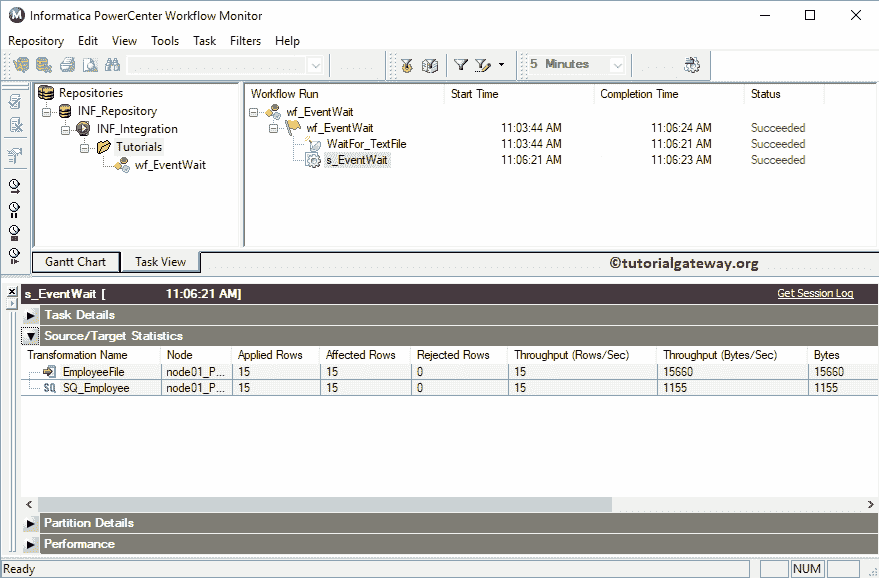 Informatica PowerCenter Workflow Monitor
Repository Edit View Tools Task Filters Help
5 Minutes
Repositories
INF_Repository
INF_Integration
Tutorials
wf_EventWait
Workflow Run Start Time Completion Time Status
wf_EventWait
wf_EventWait 11:03:44 AM 11:06:24 AM Succeeded
WaitFor_TextFile 11:03:44 AM 11:06:21 AM Succeeded
s_EventWait 11:06:21 AM 11:06:23 AM Succeeded
Gantt Chart Task View
©tutorialgateway.org
s_EventWait [ 11:06:21 AM] Get Session Log
Task Details
Source/Target Statistics
Transformation Name Node Applied Rows Affected Rows Rejected Rows Throughput (Rows/Sec) Throughput (Bytes/Sec) Bytes
EmployeeFile node01_P... 15 15 0 15 15660 15660
SQ SQ_Employee node01_P... 15 15 0 15 1155 1155
Partition Details
Performance
Ready NUM